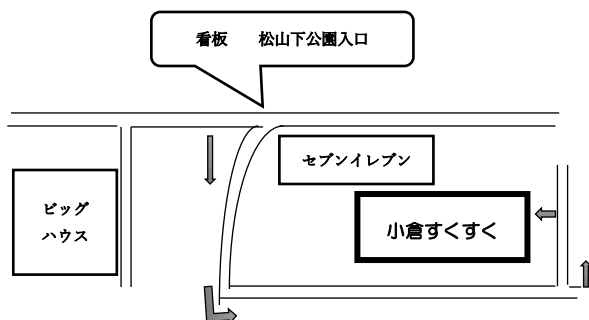 看板　　松山下公園入口
セブンイレブン
ビッグ
ハウス
小倉すくすく